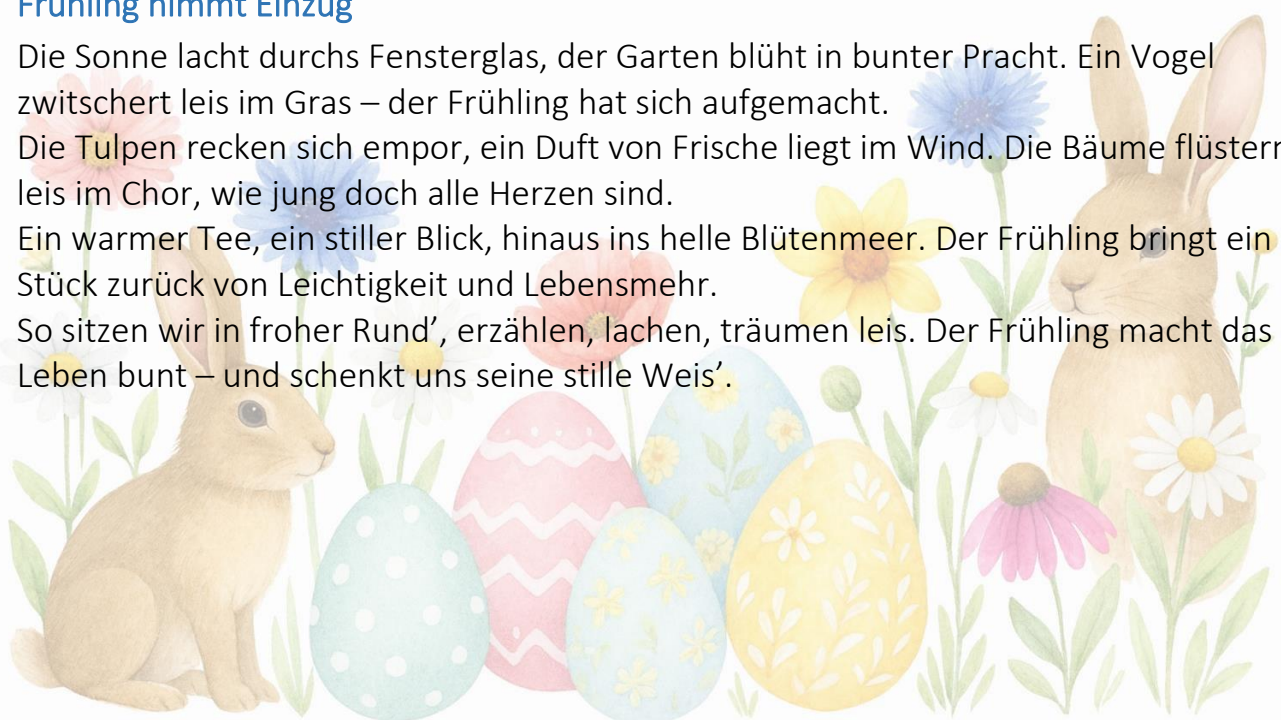 Frühling nimmt Einzug
Die Sonne lacht durchs Fensterglas, der Garten blüht in bunter Pracht. Ein Vogel
zwitschert leis im Gras – der Frühling hat sich aufgemacht.
Die Tulpen recken sich empor, ein Duft von Frische liegt im Wind. Die Bäume flüstern
leis im Chor, wie jung doch alle Herzen sind.
Ein warmer Tee, ein stiller Blick, hinaus ins helle Blütenmeer. Der Frühling bringt ein
Stück zurück von Leichtigkeit und Lebensmehr.
So sitzen wir in froher Rund’, erzählen, lachen, träumen leis. Der Frühling macht das
Leben bunt – und schenkt uns seine stille Weis’.